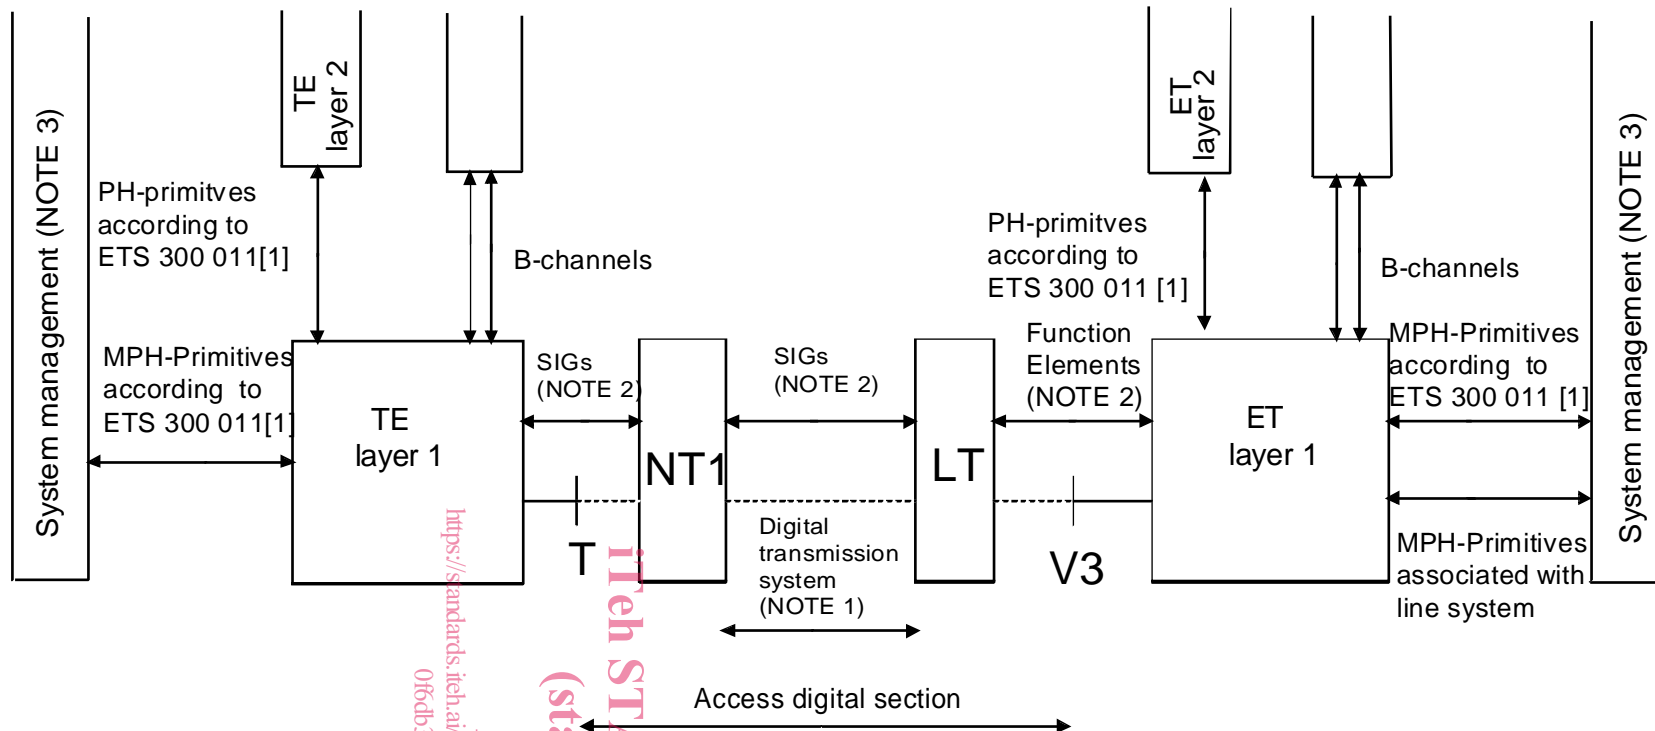 System management (NOTE 3)
TE
layer 2
PH-primitves
according to
ETS 300 011[1]
B-channels
MPH-Primitives
according to
ETS 300 011[1]
TE
layer 1
SIGs
(NOTE 2)
NT1
SIGs
(NOTE 2)
LT
Function
Elements
(NOTE 2)
T
Digital
transmission
system
(NOTE 1)
V3
Access digital section
ET
layer 2
PH-primitves
according to
ETS 300 011 [1]
B-channels
ET
layer 1
MPH-Primitives
according to
ETS 300 011 [1]
MPH-Primitives
associated with
line system
System management (NOTE 3)
iTeh
https://standards.iteh.ai/